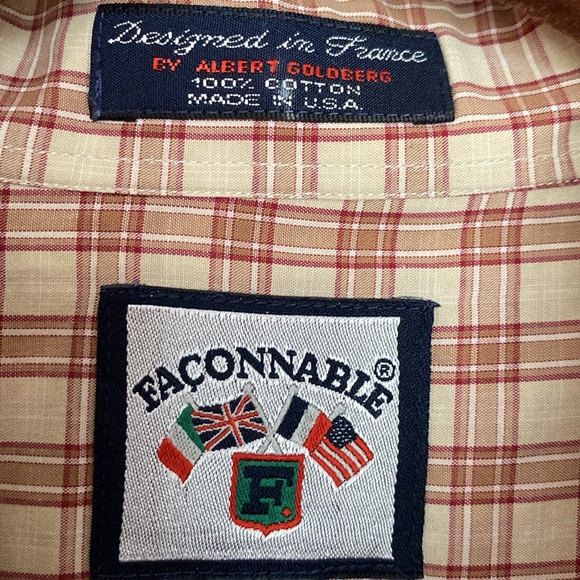 Designed in France
BY ALBERT GOLDBERG
100% COTTON
MADE IN U.S.A.
FAÇONNABLE®
F.